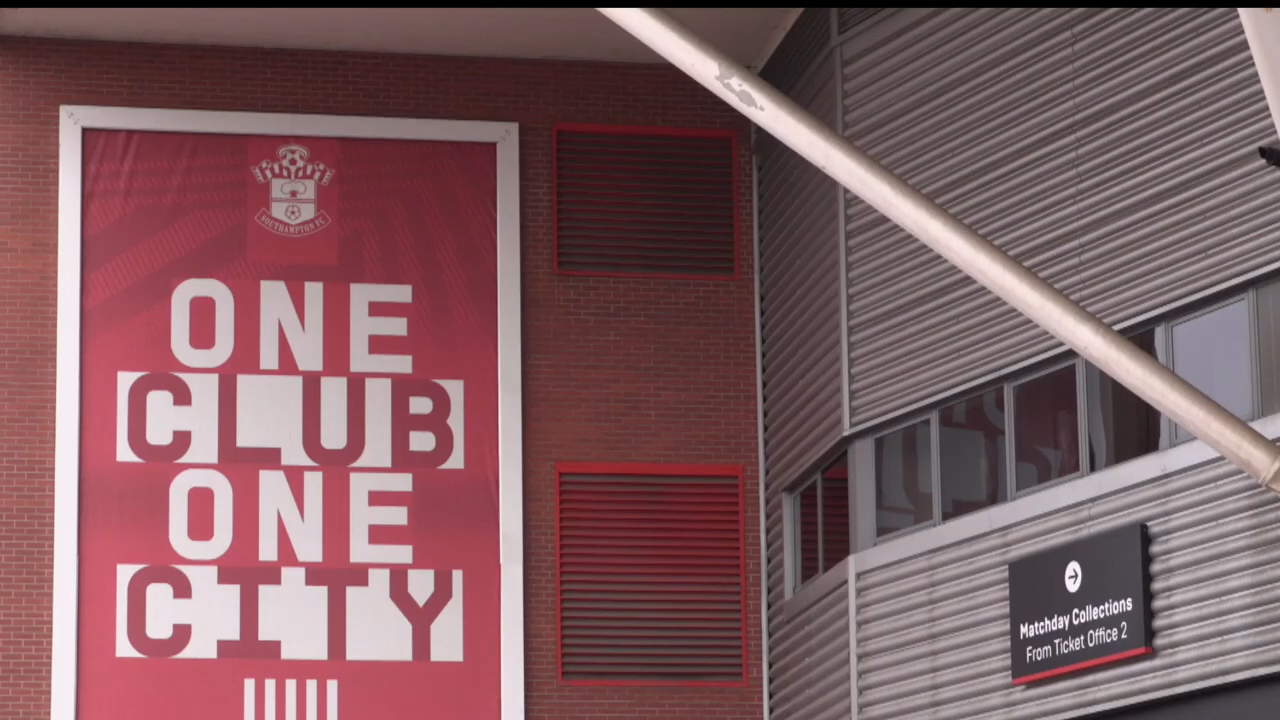 SOUTHAMPTON FC
ONE
CLUB
ONE
CITY
Matchday Collections
From Ticket Office 2